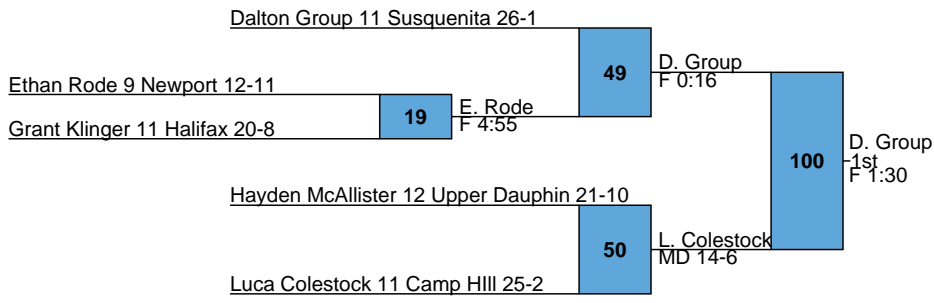 Dalton Group 11 Susquenita 26-1
49
D. Group
F 0:16
Ethan Rode 9 Newport 12-11
19
E. Rode
F 4:55
Grant Klinger 11 Halifax 20-8
100
D. Group
1st
F 1:30
Hayden McAllister 12 Upper Dauphin 21-10
50
L. Colestock
MD 14-6
Luca Colestock 11 Camp HIll 25-2